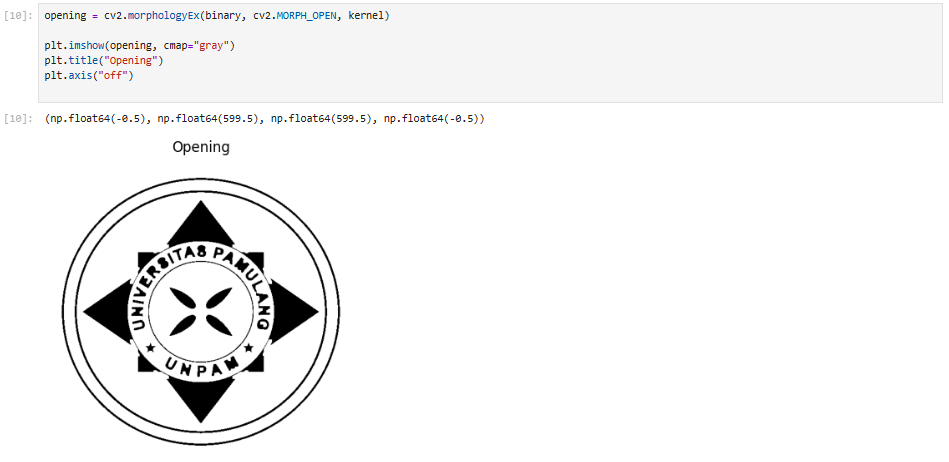 [10]: opening = cv2.morphologyEx(binary, cv2.MORPH_OPEN, kernel)
plt.imshow(opening, cmap="gray")
plt.title("Opening")
plt.axis("off")
[10]: (np.float64(-0.5), np.float64(599.5), np.float64(599.5), np.float64(-0.5))
Opening
UNIVERSITAS PAMULANG
UNPAM